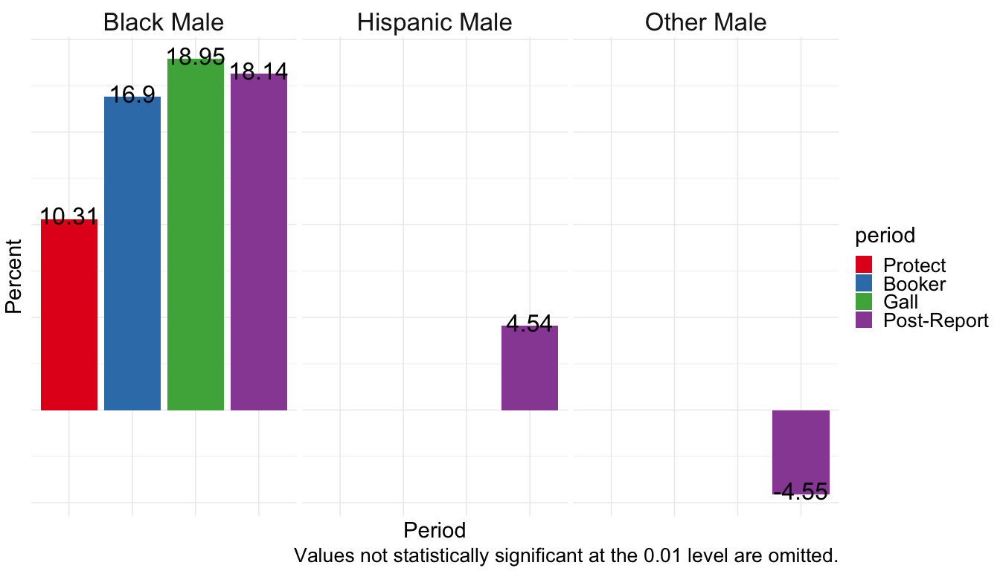 Black Male
Hispanic Male
Other Male
18.95
18.14
16.9
10.31
4.54
-4.55
Percent
period
Protect
Booker
Gall
Post-Report
Period
Values not statistically significant at the 0.01 level are omitted.